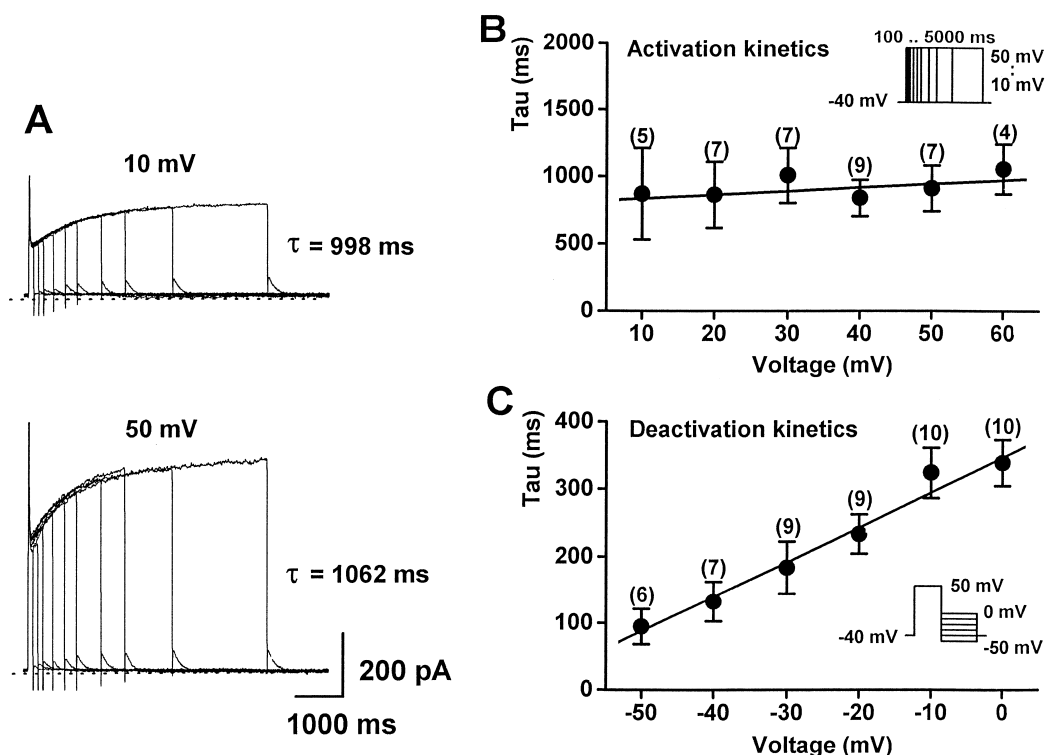 A
10 mV
τ = 998 ms
50 mV
τ = 1062 ms
200 pA
1000 ms
B
Activation kinetics
100 .. 5000 ms
50 mV
⋮
10 mV
-40 mV
Tau (ms)
2000
1500
1000
500
0
(5)
(7)
(7)
(9)
(7)
(4)
10 20 30 40 50 60
Voltage (mV)
C
Deactivation kinetics
Tau (ms)
400
300
200
100
0
(6)
(7)
(9)
(9)
(10)
(10)
50 mV
0 mV
-40 mV
-50 mV
-50 -40 -30 -20 -10 0
Voltage (mV)